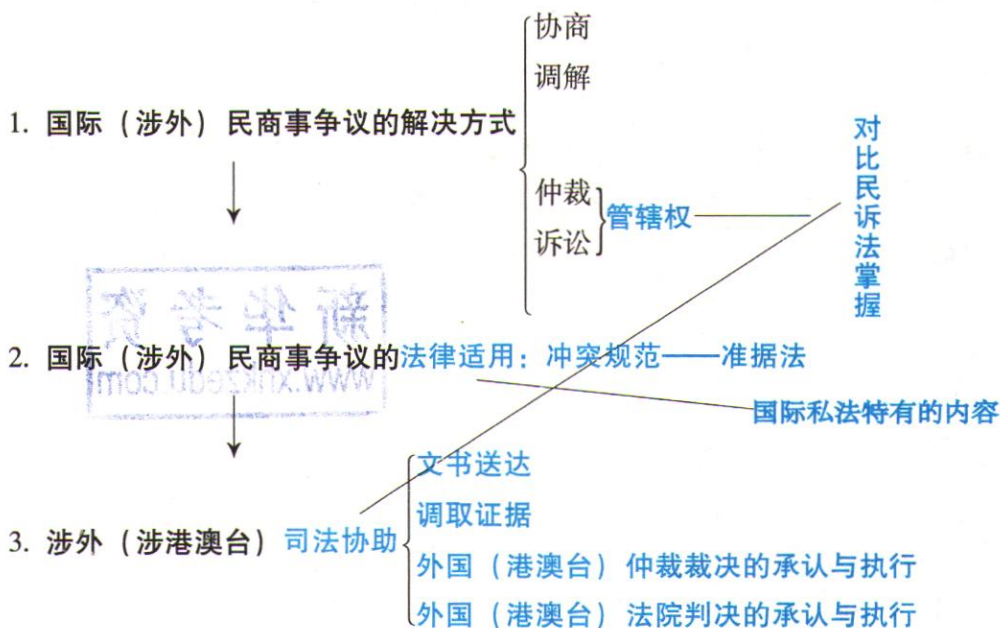 协商
调解
1. 国际（涉外）民商事争议的解决方式
仲裁
诉讼
管辖权
对比民诉法掌握
新华考资
www.xhkzedu.com
2. 国际（涉外）民商事争议的法律适用：冲突规范——准据法
国际私法特有的内容
文书送达
调取证据
3. 涉外（涉港澳台）司法协助
外国（港澳台）仲裁裁决的承认与执行
外国（港澳台）法院判决的承认与执行